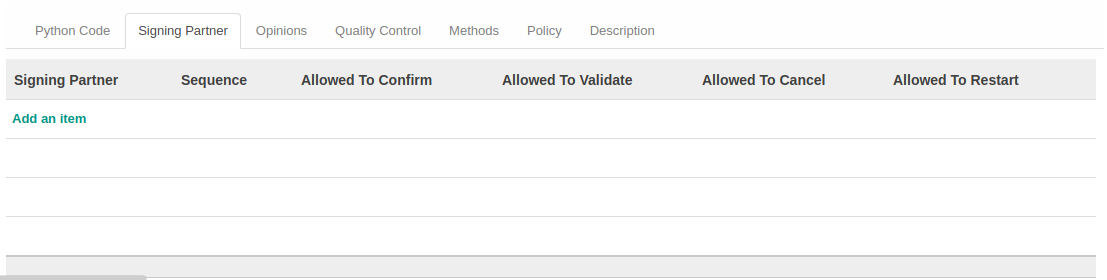 Python Code Signing Partner Opinions Quality Control Methods Policy Description
Signing Partner Sequence Allowed To Confirm Allowed To Validate Allowed To Cancel Allowed To Restart
Add an item